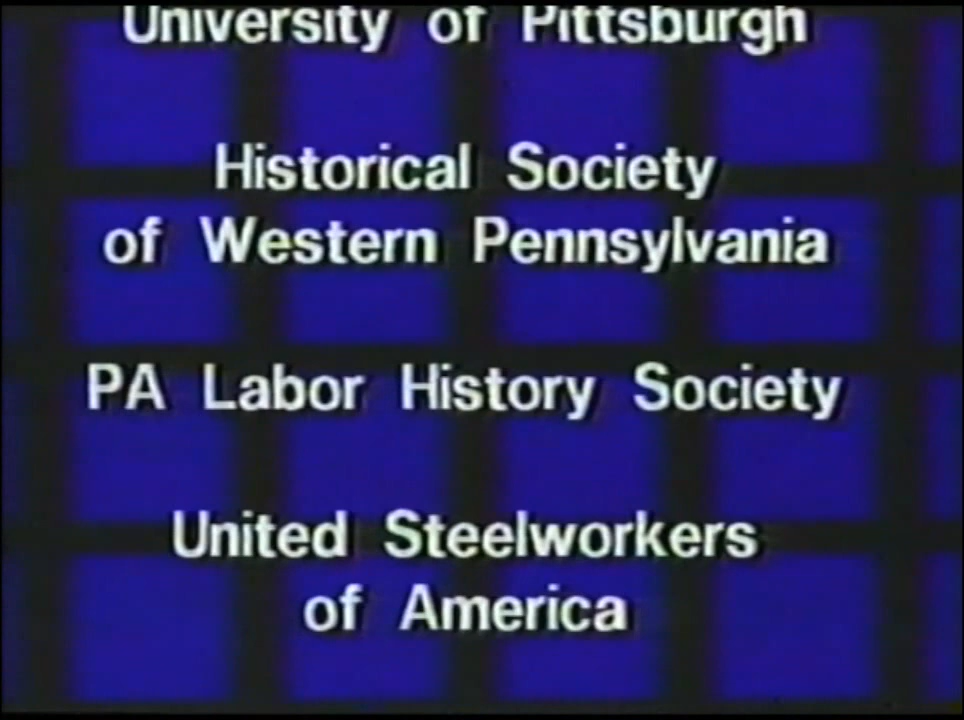 University of Pittsburgh
Historical Society
of Western Pennsylvania
PA Labor History Society
United Steelworkers
of America